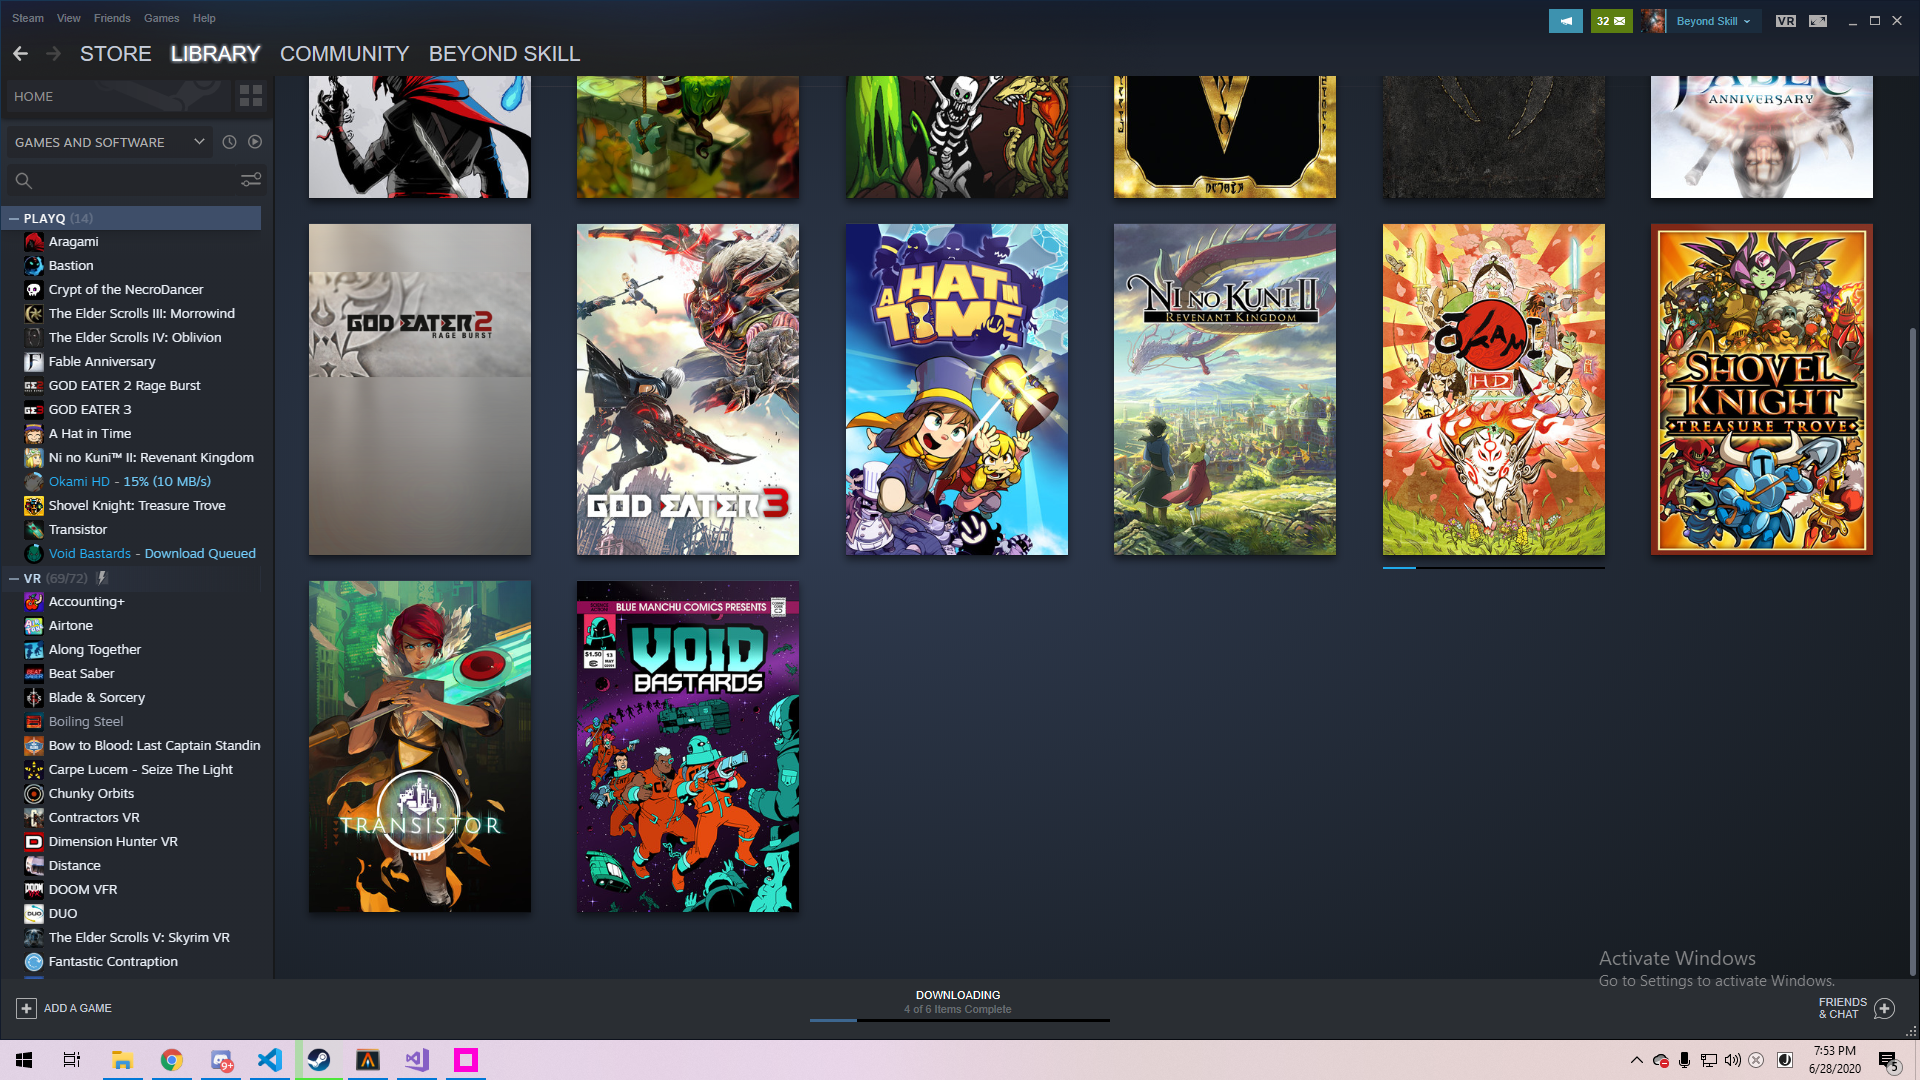 Steam View Friends Games Help
32
Beyond Skill
VR
STORE LIBRARY COMMUNITY BEYOND SKILL
HOME
GAMES AND SOFTWARE
PLAYQ (14)
Aragami
Bastion
Crypt of the NecroDancer
The Elder Scrolls III: Morrowind
The Elder Scrolls IV: Oblivion
Fable Anniversary
GOD EATER 2 Rage Burst
GOD EATER 3
A Hat in Time
Ni no Kuni™ II: Revenant Kingdom
Okami HD - 15% (10 MB/s)
Shovel Knight: Treasure Trove
Transistor
Void Bastards - Download Queued
VR (69/72)
Accounting+
Airtone
Along Together
Beat Saber
Blade & Sorcery
Boiling Steel
Bow to Blood: Last Captain Standin
Carpe Lucem - Seize The Light
Chunky Orbits
Contractors VR
Dimension Hunter VR
Distance
DOOM VFR
DUO
The Elder Scrolls V: Skyrim VR
Fantastic Contraption
ANNIVERSARY
GOD EATER 2
RAGE BURST
GOD EATER 3
A HAT IN TIME
NI NO KUNI II
REVENANT KINGDOM
OKAMI
HD
SHOVEL
KNIGHT
TREASURE TROVE
TRANSISTOR
BLUE MANCHU COMICS PRESENTS
$1.50
13
MAY
VOID
BASTARDS
Activate Windows
Go to Settings to activate Windows.
ADD A GAME
DOWNLOADING
4 of 6 Items Complete
FRIENDS
& CHAT
9+
7:53 PM
6/28/2020
5